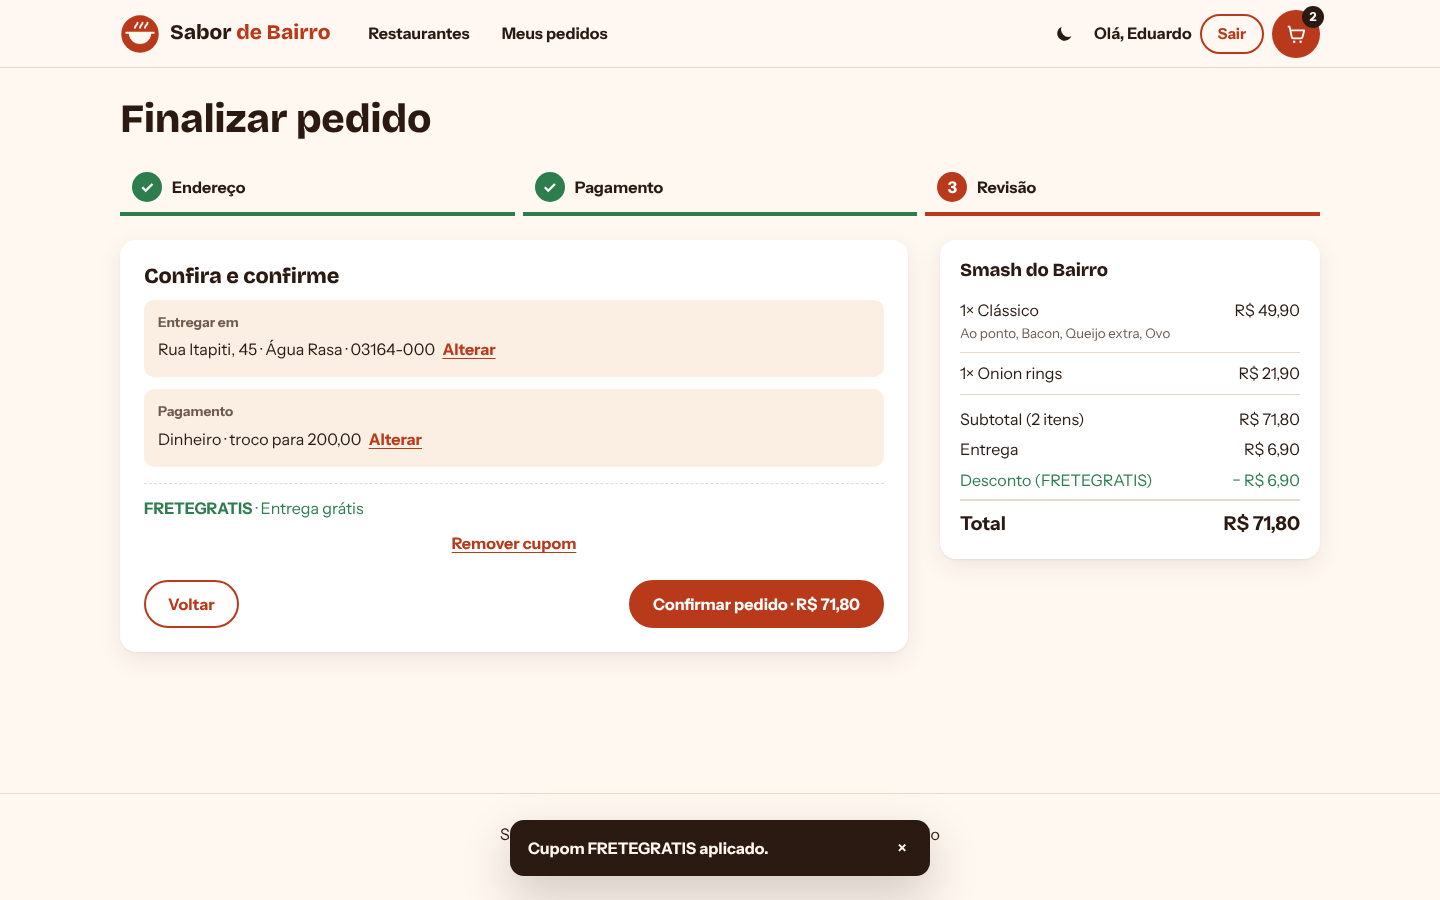 Sabor de Bairro
Restaurantes
Meus pedidos
Olá, Eduardo
Sair
2
Finalizar pedido
Endereço
Pagamento
3 Revisão
Confira e confirme
Entregar em
Rua Itapiti, 45 · Água Rasa · 03164-000 Alterar
Pagamento
Dinheiro · troco para 200,00 Alterar
FRETEGRATIS · Entrega grátis
Remover cupom
Voltar
Confirmar pedido · R$ 71,80
Smash do Bairro
1× Clássico R$ 49,90
Ao ponto, Bacon, Queijo extra, Ovo
1× Onion rings R$ 21,90
Subtotal (2 itens) R$ 71,80
Entrega R$ 6,90
Desconto (FRETEGRATIS) − R$ 6,90
Total R$ 71,80
Cupom FRETEGRATIS aplicado. ×